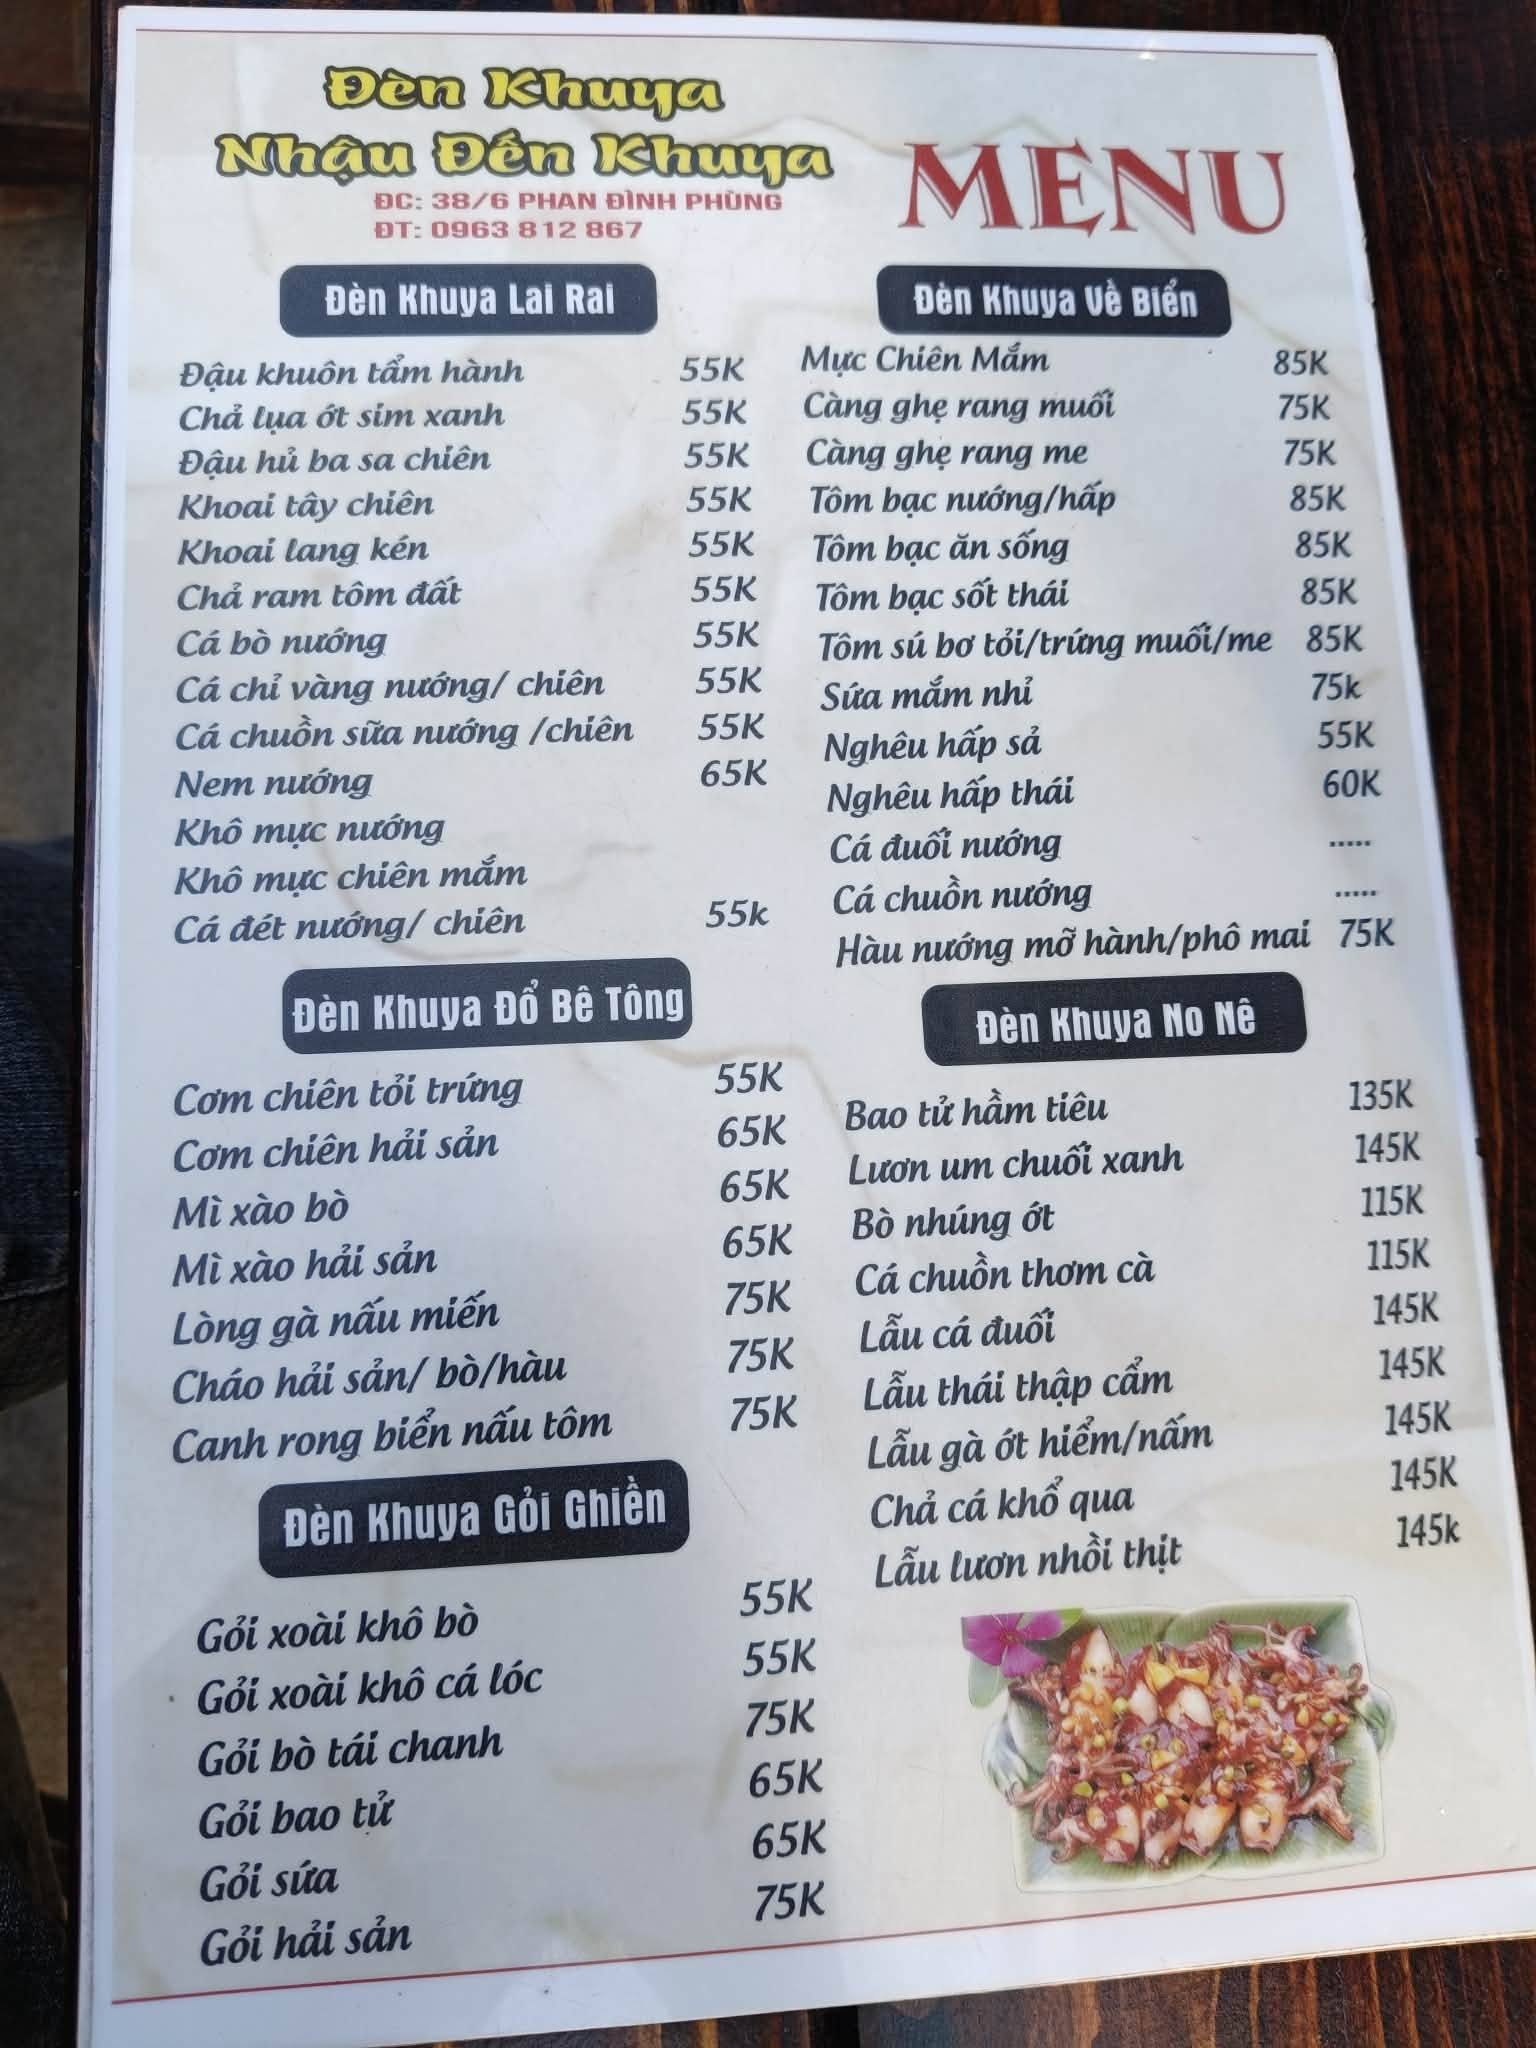 Đèn Khuya
Nhậu Đến Khuya
ĐC: 38/6 PHAN ĐÌNH PHÙNG
ĐT: 0963 812 867
MENU
Đèn Khuya Lai Rai
Đậu khuôn tẩm hành 55K
Chả lụa ớt sim xanh 55K
Đậu hủ ba sa chiên 55K
Khoai tây chiên 55K
Khoai lang kén 55K
Chả ram tôm đất 55K
Cá bò nướng 55K
Cá chỉ vàng nướng/ chiên 55K
Cá chuồn sữa nướng /chiên 55K
Nem nướng 65K
Khô mực nướng
Khô mực chiên mắm
Cá đét nướng/ chiên 55k
Đèn Khuya Đổ Bê Tông
Cơm chiên tỏi trứng 55K
Cơm chiên hải sản 65K
Mì xào bò 65K
Mì xào hải sản 65K
Lòng gà nấu miến 75K
Cháo hải sản/ bò/hàu 75K
Canh rong biển nấu tôm 75K
Đèn Khuya Gỏi Ghiền
Gỏi xoài khô bò 55K
Gỏi xoài khô cá lóc 55K
Gỏi bò tái chanh 75K
Gỏi bao tử 65K
Gỏi sứa 65K
Gỏi hải sản 75K
Đèn Khuya Về Biển
Mực Chiên Mắm 85K
Càng ghẹ rang muối 75K
Càng ghẹ rang me 75K
Tôm bạc nướng/hấp 85K
Tôm bạc ăn sống 85K
Tôm bạc sốt thái 85K
Tôm sú bơ tỏi/trứng muối/me 85K
Sứa mắm nhỉ 75k
Nghêu hấp sả 55K
Nghêu hấp thái 60K
Cá đuối nướng .....
Cá chuồn nướng .....
Hàu nướng mỡ hành/phô mai 75K
Đèn Khuya No Nê
Bao tử hầm tiêu 135K
Lươn um chuối xanh 145K
Bò nhúng ớt 115K
Cá chuồn thơm cà 115K
Lẩu cá đuối 145K
Lẩu thái thập cẩm 145K
Lẩu gà ớt hiểm/nấm 145K
Chả cá khổ qua 145K
Lẩu lươn nhồi thịt 145k